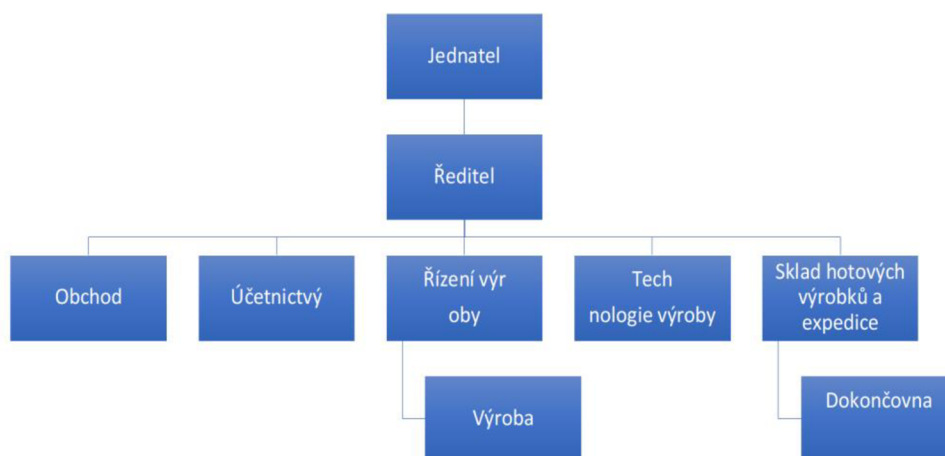 Jednatel
Ředitel
Obchod
Účetnictvý
Řízení výr
oby
Tech
nologie výroby
Sklad hotových
výrobků a
expedice
Výroba
Dokončovna